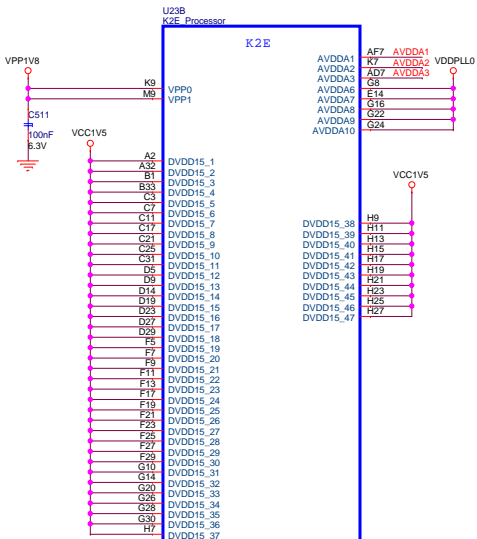 U23B
K2E_Processor
K2E
VPP1V8
K9 VPP0
M9 VPP1
C511
100nF
6.3V
VCC1V5
A2 DVDD15_1
A32 DVDD15_2
B1 DVDD15_3
B33 DVDD15_4
C3 DVDD15_5
C7 DVDD15_6
C11 DVDD15_7
C17 DVDD15_8
C21 DVDD15_9
C25 DVDD15_10
C31 DVDD15_11
D5 DVDD15_12
D9 DVDD15_13
D14 DVDD15_14
D19 DVDD15_15
D23 DVDD15_16
D27 DVDD15_17
D29 DVDD15_18
F5 DVDD15_19
F7 DVDD15_20
F9 DVDD15_21
F11 DVDD15_22
F13 DVDD15_23
F17 DVDD15_24
F19 DVDD15_25
F21 DVDD15_26
F23 DVDD15_27
F25 DVDD15_28
F27 DVDD15_29
F29 DVDD15_30
G10 DVDD15_31
G14 DVDD15_32
G20 DVDD15_33
G26 DVDD15_34
G28 DVDD15_35
G30 DVDD15_36
H7 DVDD15_37
AVDDA1 AF7 AVDDA1
AVDDA2 K7 AVDDA2
AVDDA3 AD7 AVDDA3
VDDPLL0
AVDDA6 G8
AVDDA7 E14
AVDDA8 G16
AVDDA9 G22
AVDDA10 G24
VCC1V5
DVDD15_38 H9
DVDD15_39 H11
DVDD15_40 H13
DVDD15_41 H15
DVDD15_42 H17
DVDD15_43 H19
DVDD15_44 H21
DVDD15_45 H23
DVDD15_46 H25
DVDD15_47 H27